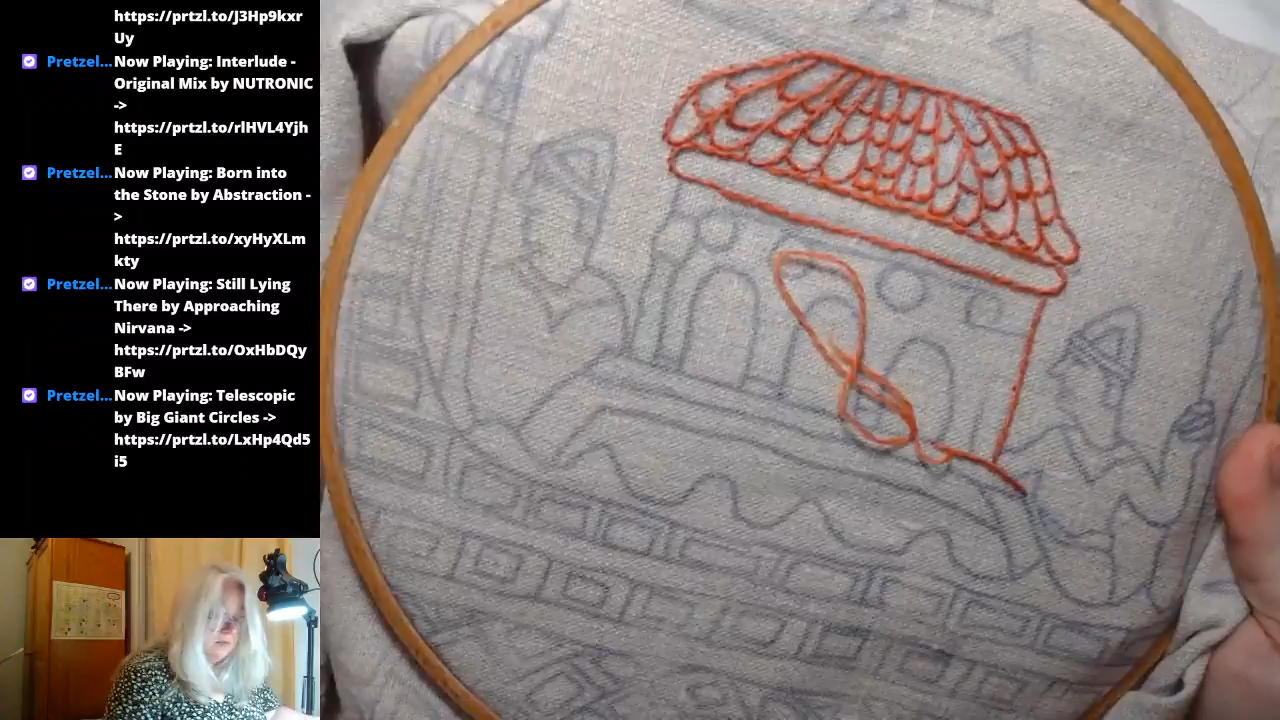 https://prtzl.to/J3Hp9kxr
Uy
Pretzel... Now Playing: Interlude -
Original Mix by NUTRONIC
->
https://prtzl.to/rlHVL4Yjh
E
Pretzel... Now Playing: Born into
the Stone by Abstraction -
>
https://prtzl.to/xyHyXLm
kty
Pretzel... Now Playing: Still Lying
There by Approaching
Nirvana ->
https://prtzl.to/OxHbDQy
BFw
Pretzel... Now Playing: Telescopic
by Big Giant Circles ->
https://prtzl.to/LxHp4Qd5
i5